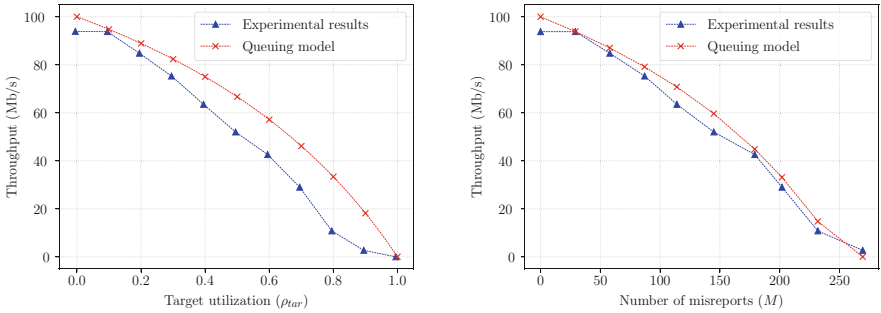 100
80
60
40
20
0
Throughput (Mb/s)
0.0 0.2 0.4 0.6 0.8 1.0
Target utilization (ρtar)
Experimental results
Queuing model
100
80
60
40
20
0
Throughput (Mb/s)
0 50 100 150 200 250
Number of misreports (M)
Experimental results
Queuing model